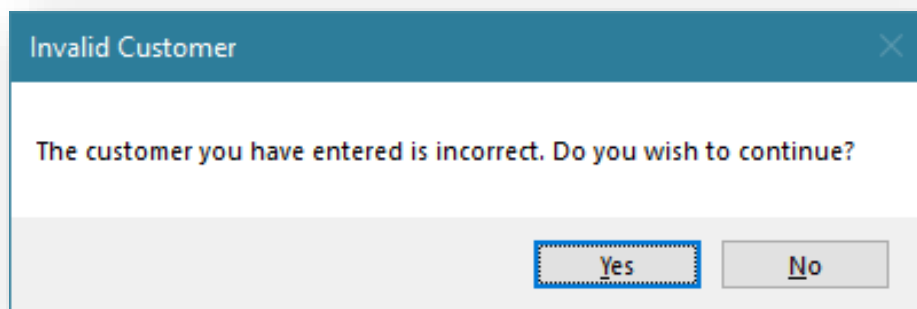 Invalid Customer
The customer you have entered is incorrect. Do you wish to continue?
Yes No